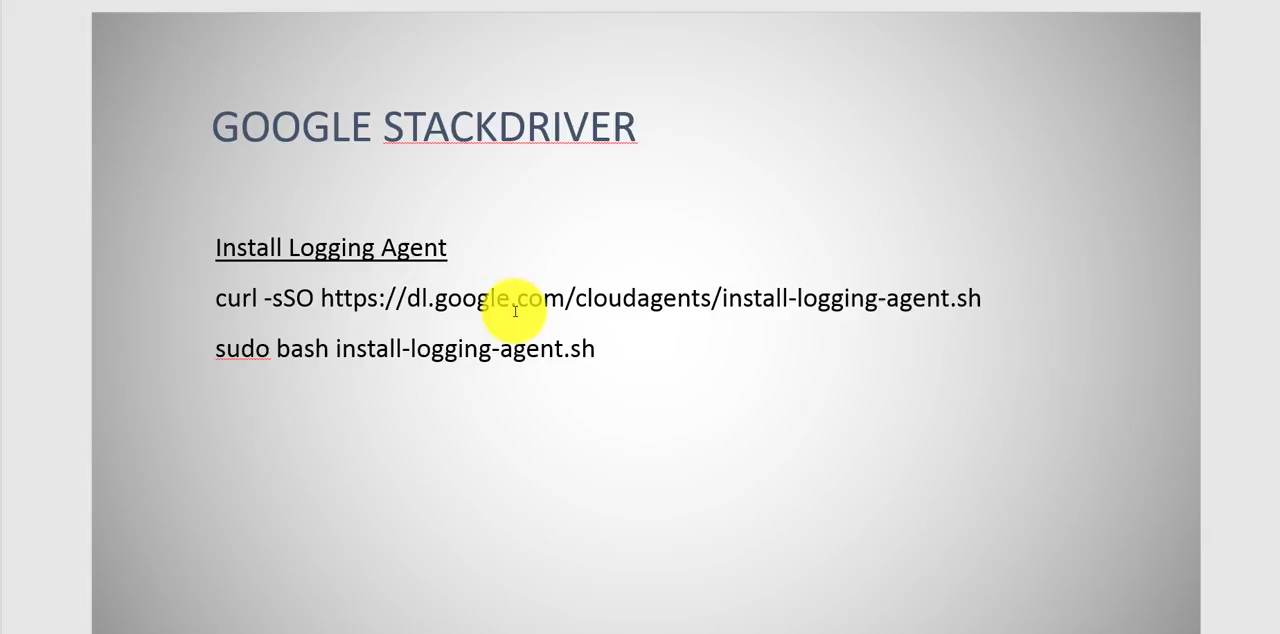 GOOGLE STACKDRIVER
Install Logging Agent
curl -sSO https://dl.google.com/cloudagents/install-logging-agent.sh
sudo bash install-logging-agent.sh